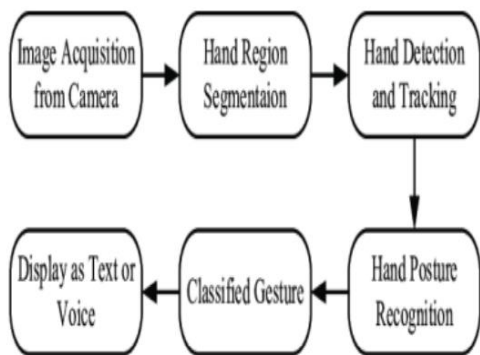 Image Acquisition
from Camera
Hand Region
Segmentaion
Hand Detection
and Tracking
Hand Posture
Recognition
Classified Gesture
Display as Text or
Voice